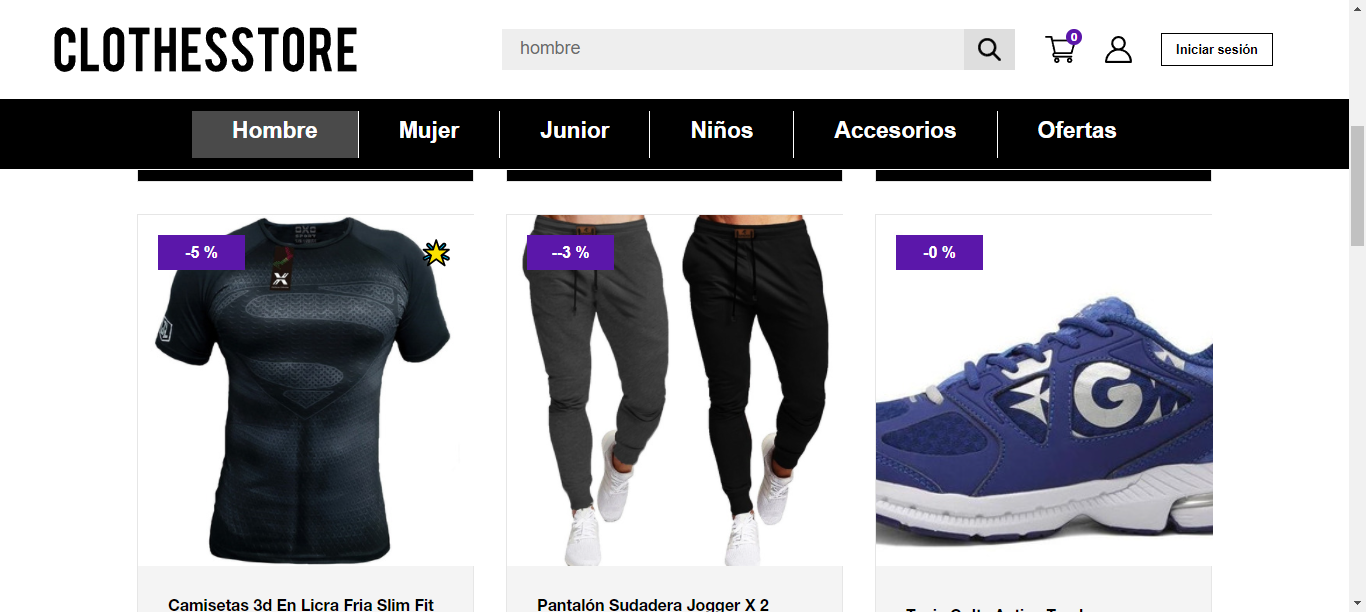 CLOTHESSTORE
hombre
0
Iniciar sesión
Hombre
Mujer
Junior
Niños
Accesorios
Ofertas
-5 %
--3 %
-0 %
X
G
Camisetas 3d En Licra Fria Slim Fit
Pantalón Sudadera Jogger X 2